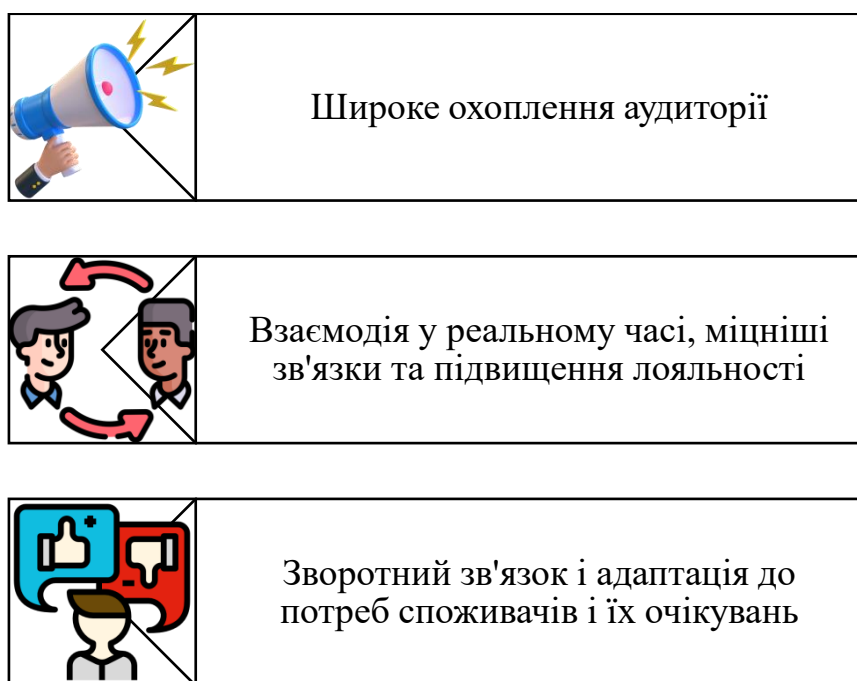 Широке охоплення аудиторії
Взаємодія у реальному часі, міцніші
зв'язки та підвищення лояльності
Зворотний зв'язок і адаптація до
потреб споживачів і їх очікувань